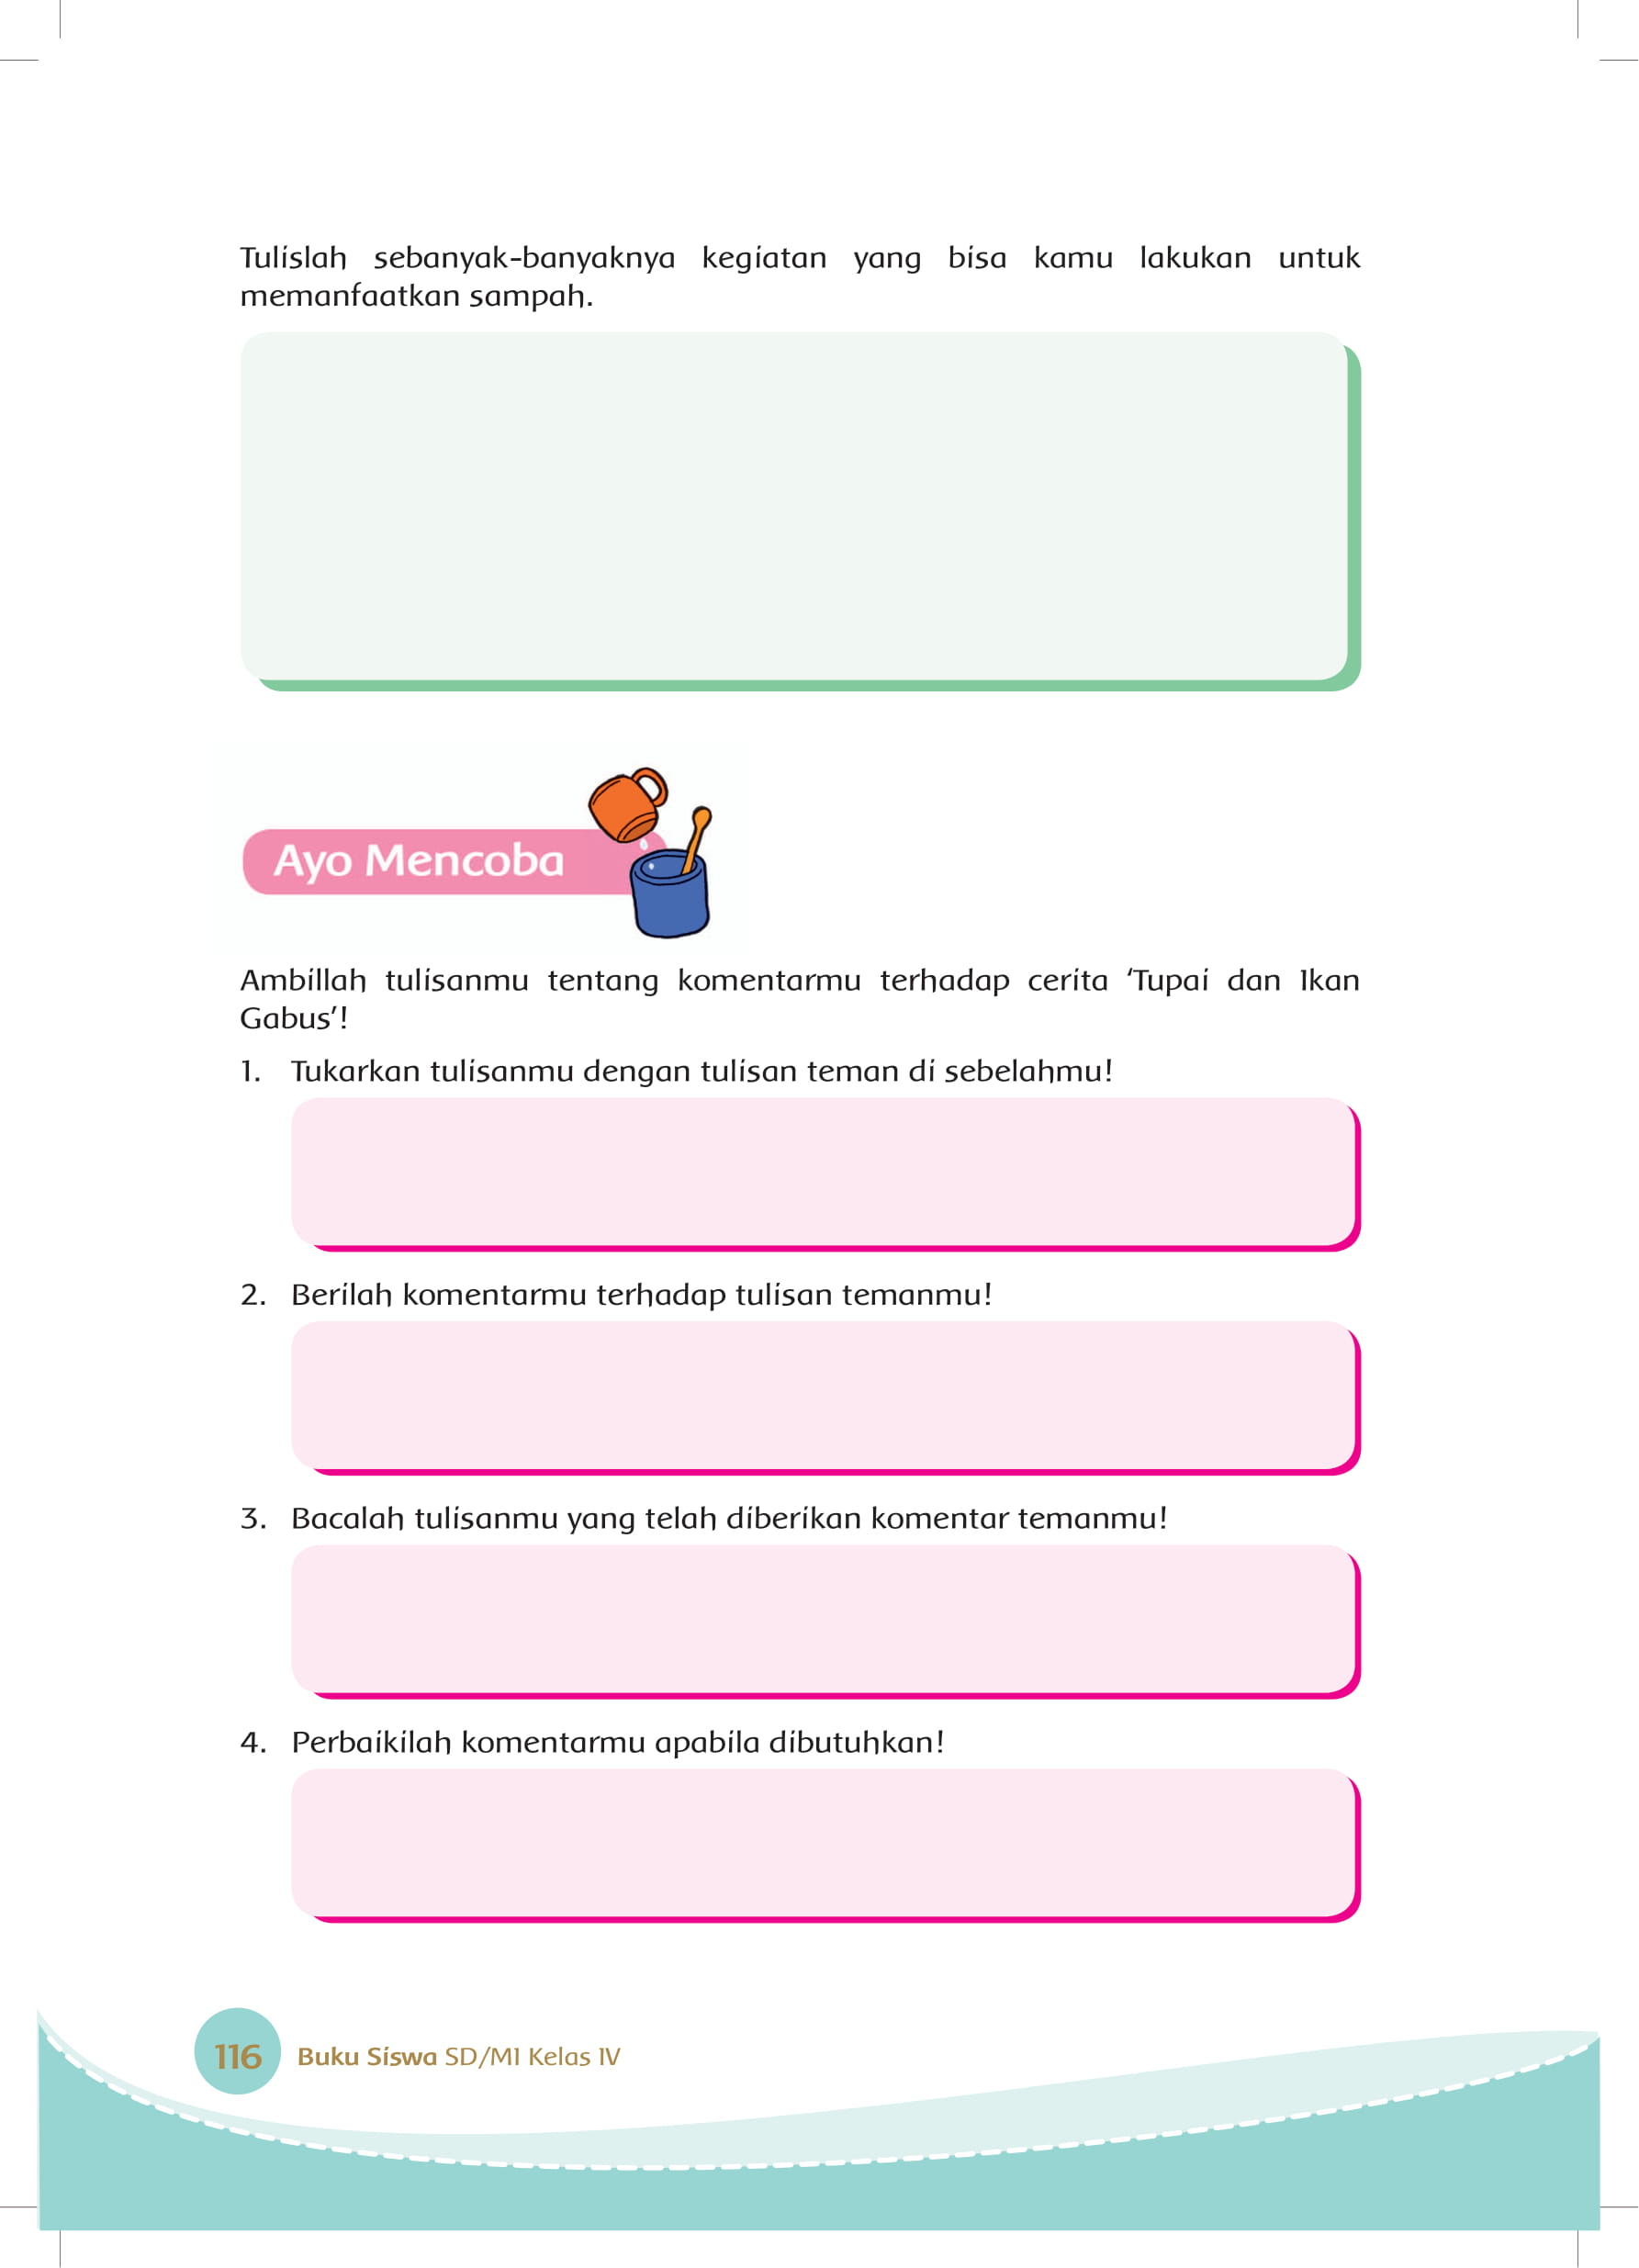 Tulislah sebanyak-banyaknya kegiatan yang bisa kamu lakukan untuk
memanfaatkan sampah.
Ayo Mencoba
Ambillah tulisanmu tentang komentarmu terhadap cerita ‘Tupai dan Ikan
Gabus’!
1. Tukarkan tulisanmu dengan tulisan teman di sebelahmu!
2. Berilah komentarmu terhadap tulisan temanmu!
3. Bacalah tulisanmu yang telah diberikan komentar temanmu!
4. Perbaikilah komentarmu apabila dibutuhkan!
116 Buku Siswa SD/MI Kelas IV